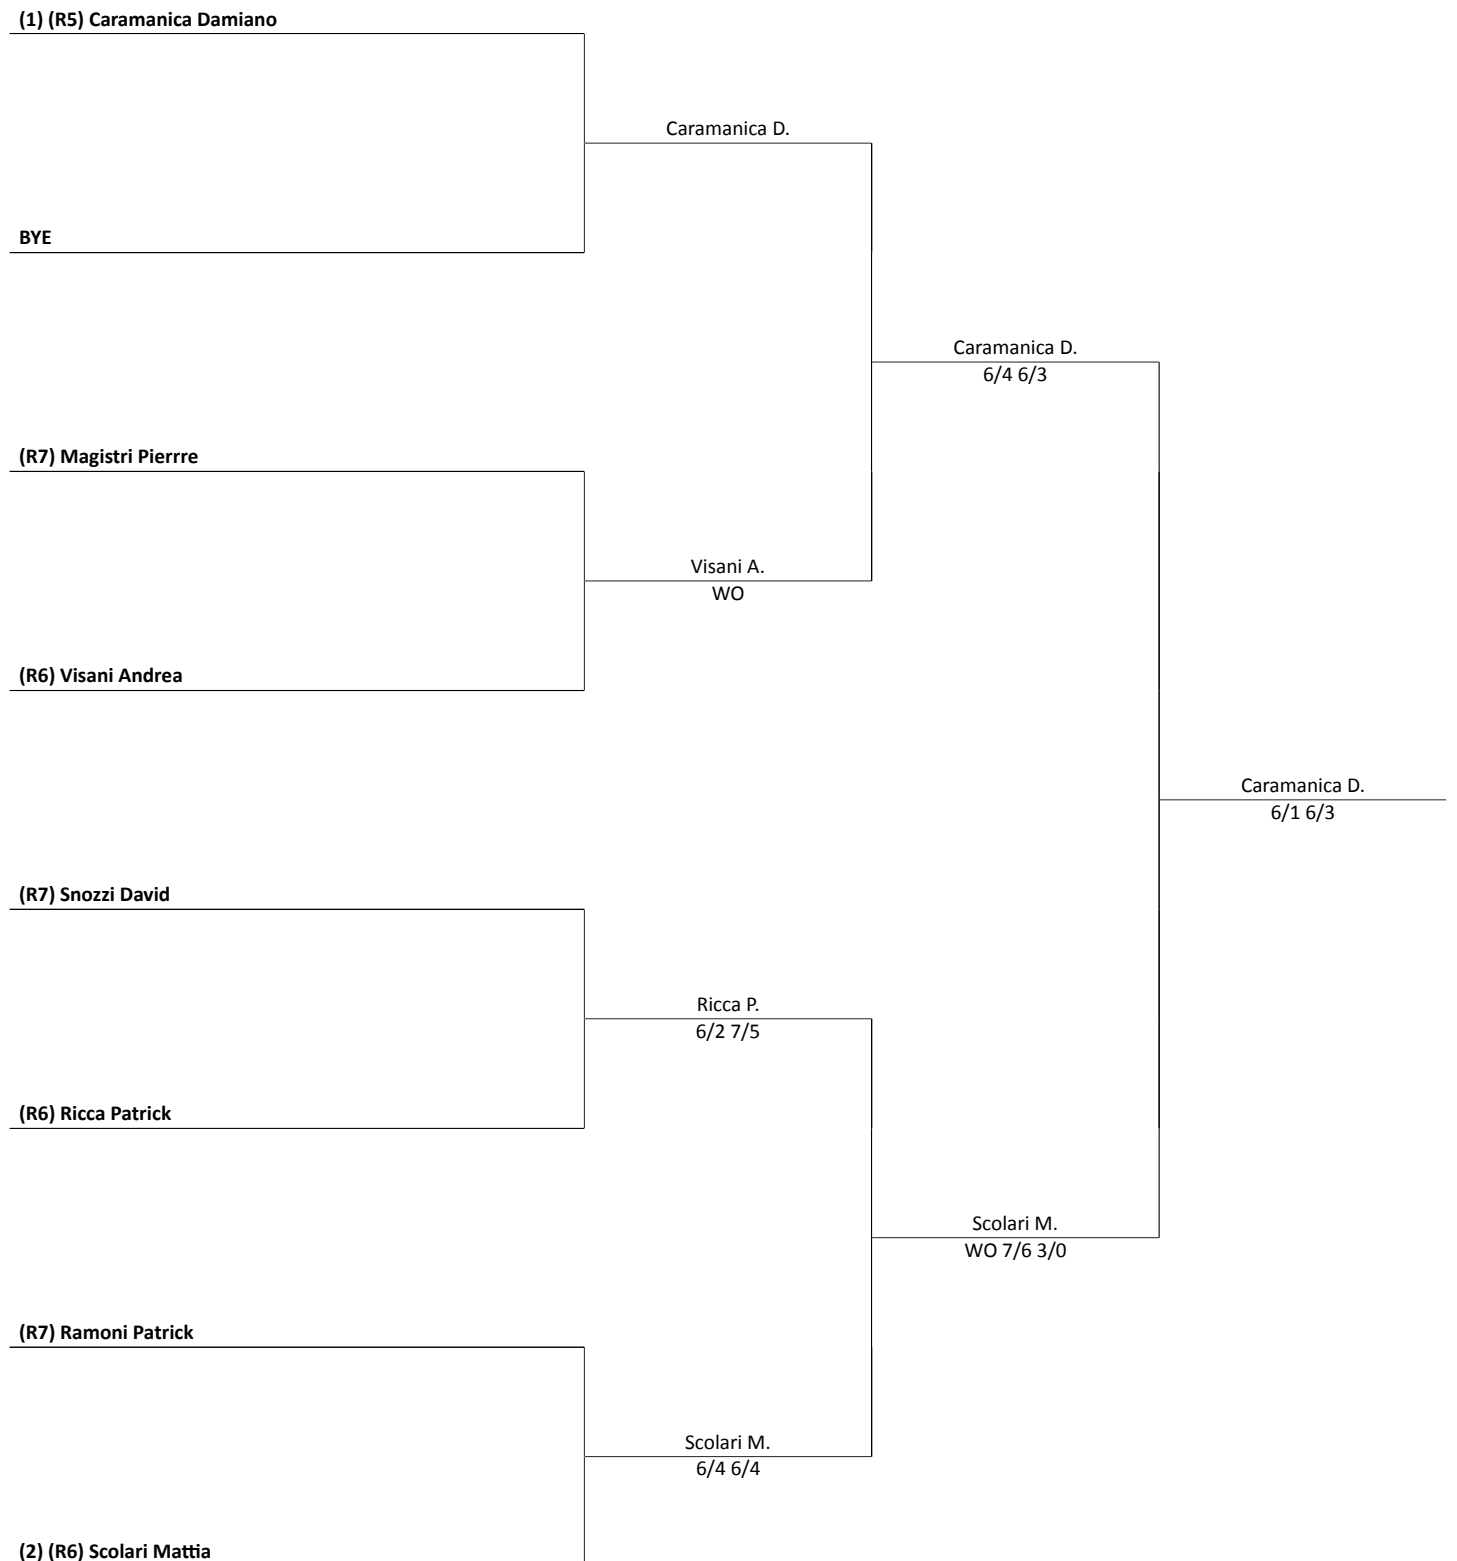 (1) (R5) Caramanica Damiano
Caramanica D.
BYE
Caramanica D.
6/4 6/3
(R7) Magistri Pierrre
Visani A.
WO
(R6) Visani Andrea
Caramanica D.
6/1 6/3
(R7) Snozzi David
Ricca P.
6/2 7/5
(R6) Ricca Patrick
Scolari M.
WO 7/6 3/0
(R7) Ramoni Patrick
Scolari M.
6/4 6/4
(2) (R6) Scolari Mattia